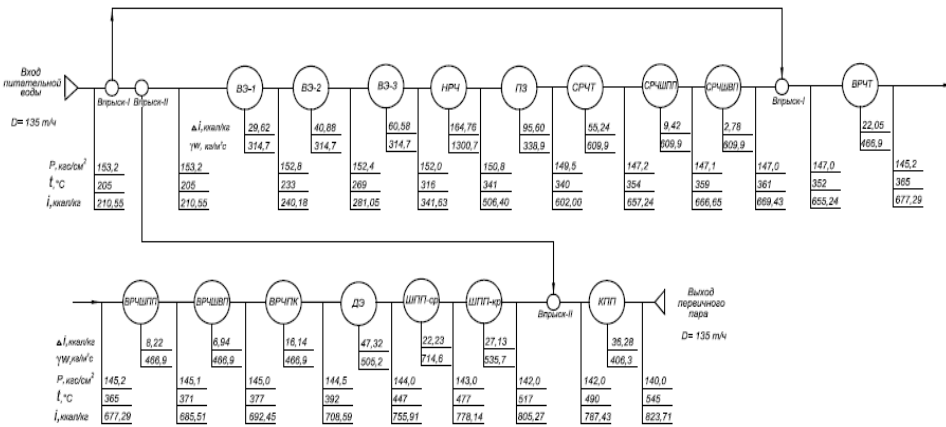 Вход питательной воды
D= 135 т/ч
Впрыск-I
Впрыск-II
ВЭ-1
ВЭ-2
ВЭ-3
НРЧ
ПЗ
СРЧТ
СРЧШПП
СРЧШВП
Впрыск-I
ВРЧТ
Δi, ккал/кг 29,62 40,88 60,58 164,76 95,60 55,24 9,42 2,78 22,05
γw, кг/м²с 314,7 314,7 314,7 1300,7 338,9 609,9 609,9 609,9 466,9
P, кгс/см² 153,2 153,2 152,8 152,4 152,0 150,8 149,5 147,2 147,1 147,0 147,0 145,2
t, °C 205 205 233 269 316 341 340 354 359 361 352 365
i, ккал/кг 210,55 210,55 240,18 281,05 341,63 506,40 602,00 657,24 666,65 669,43 655,24 677,29
ВРЧШПП
ВРЧШВП
ВРЧПК
ДЭ
ШПП-ср
ШПП-кр
Впрыск-II
КПП
Выход первичного пара
D= 135 т/ч
Δi, ккал/кг 8,22 6,94 16,14 47,32 22,23 27,13 36,28
γw, кг/м²с 466,9 466,9 466,9 505,2 714,6 535,7 406,3
P, кгс/см² 145,2 145,1 145,0 144,5 144,0 143,0 142,0 142,0 140,0
t, °C 365 371 377 392 447 477 517 490 545
i, ккал/кг 677,29 685,51 692,45 708,59 755,91 778,14 805,27 787,43 823,71